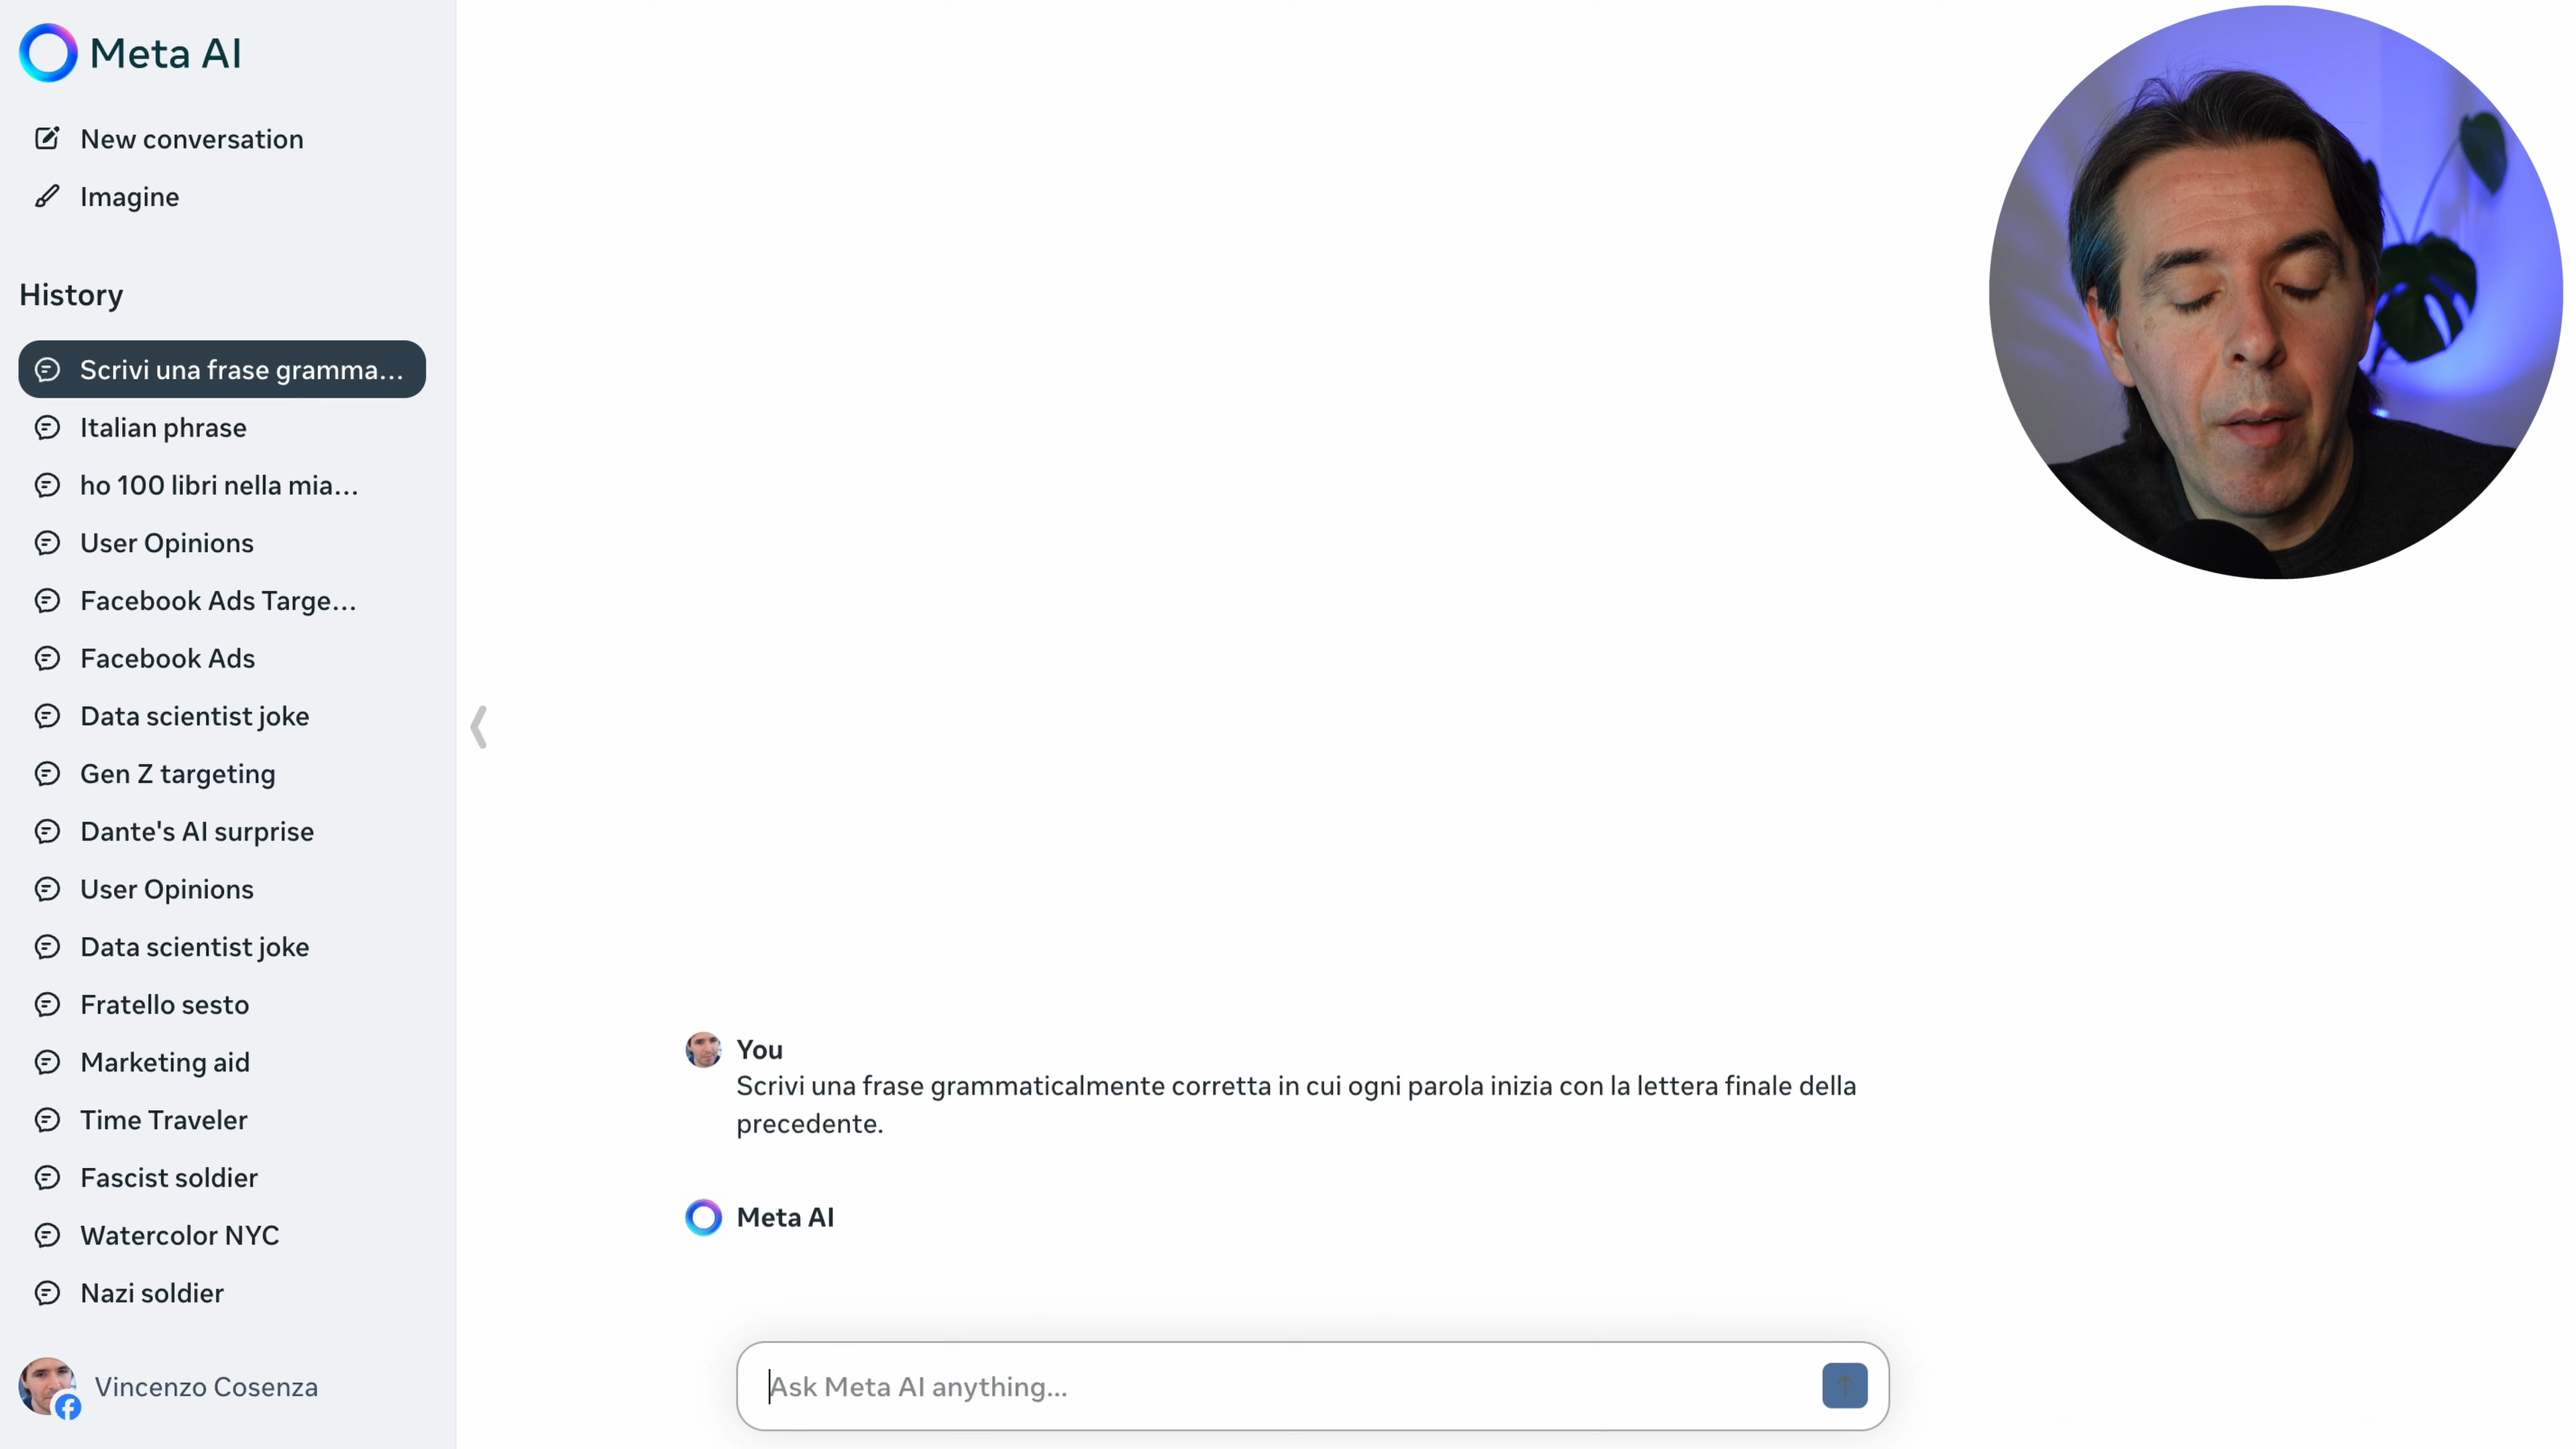 Meta AI
New conversation
Imagine
History
Scrivi una frase gramma...
Italian phrase
ho 100 libri nella mia...
User Opinions
Facebook Ads Targe...
Facebook Ads
Data scientist joke
Gen Z targeting
Dante's AI surprise
User Opinions
Data scientist joke
Fratello sesto
Marketing aid
Time Traveler
Fascist soldier
Watercolor NYC
Nazi soldier
Vincenzo Cosenza
You
Scrivi una frase grammaticalmente corretta in cui ogni parola inizia con la lettera finale della
precedente.
Meta AI
Ask Meta AI anything...